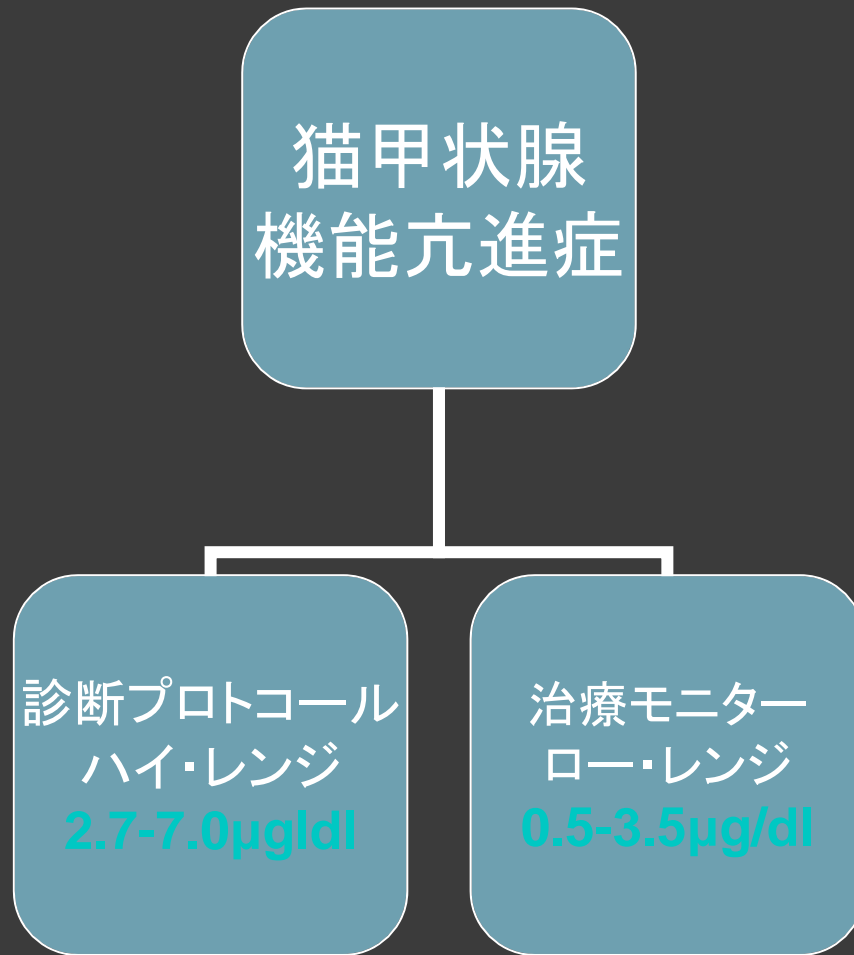 猫甲状腺
機能亢進症
診断プロトコール
ハイ・レンジ
2.7-7.0µgldl
治療モニター
ロー・レンジ
0.5-3.5µg/dl